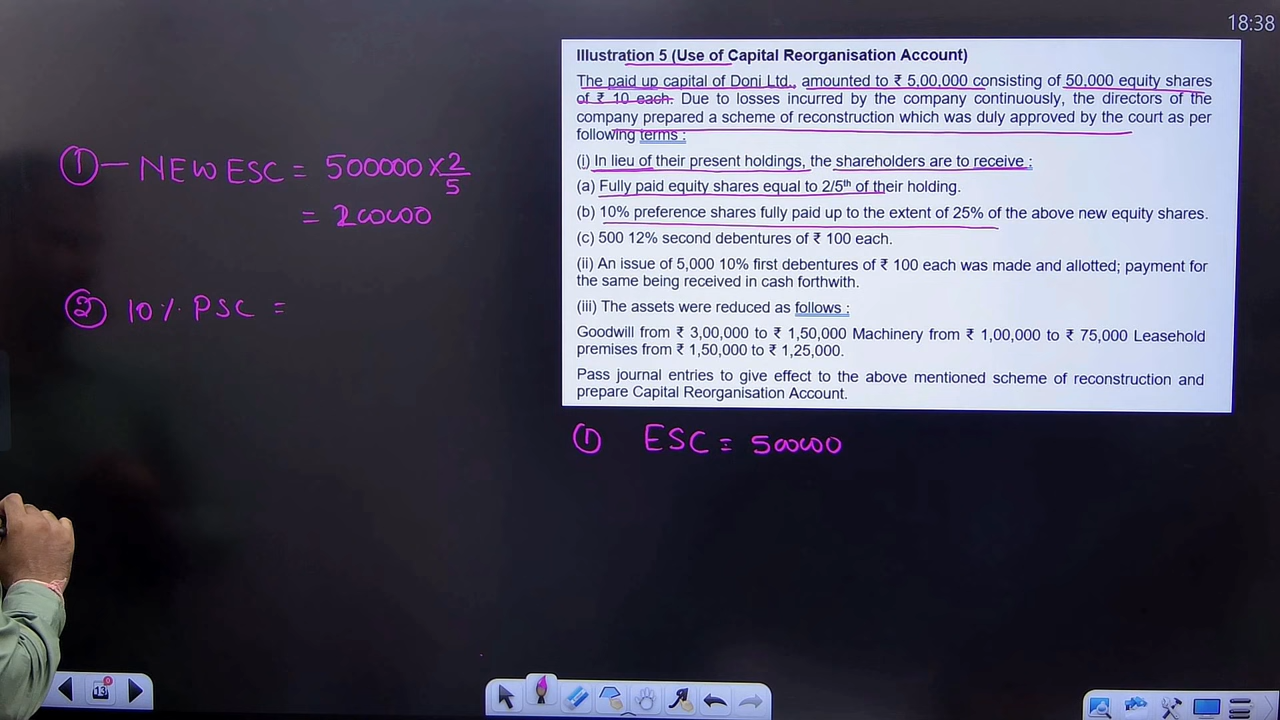 18:38
Illustration 5 (Use of Capital Reorganisation Account)
The paid up capital of Doni Ltd., amounted to ₹ 5,00,000 consisting of 50,000 equity shares
of ₹ 10 each. Due to losses incurred by the company continuously, the directors of the
company prepared a scheme of reconstruction which was duly approved by the court as per
following terms :
(i) In lieu of their present holdings, the shareholders are to receive :
(a) Fully paid equity shares equal to 2/5th of their holding.
(b) 10% preference shares fully paid up to the extent of 25% of the above new equity shares.
(c) 500 12% second debentures of ₹ 100 each.
(ii) An issue of 5,000 10% first debentures of ₹ 100 each was made and allotted; payment for
the same being received in cash forthwith.
(iii) The assets were reduced as follows :
Goodwill from ₹ 3,00,000 to ₹ 1,50,000 Machinery from ₹ 1,00,000 to ₹ 75,000 Leasehold
premises from ₹ 1,50,000 to ₹ 1,25,000.
Pass journal entries to give effect to the above mentioned scheme of reconstruction and
prepare Capital Reorganisation Account.
① — NEW ESC = 500000 × 2/5
= 200000
② 10% PSC =
① ESC = 500000
13